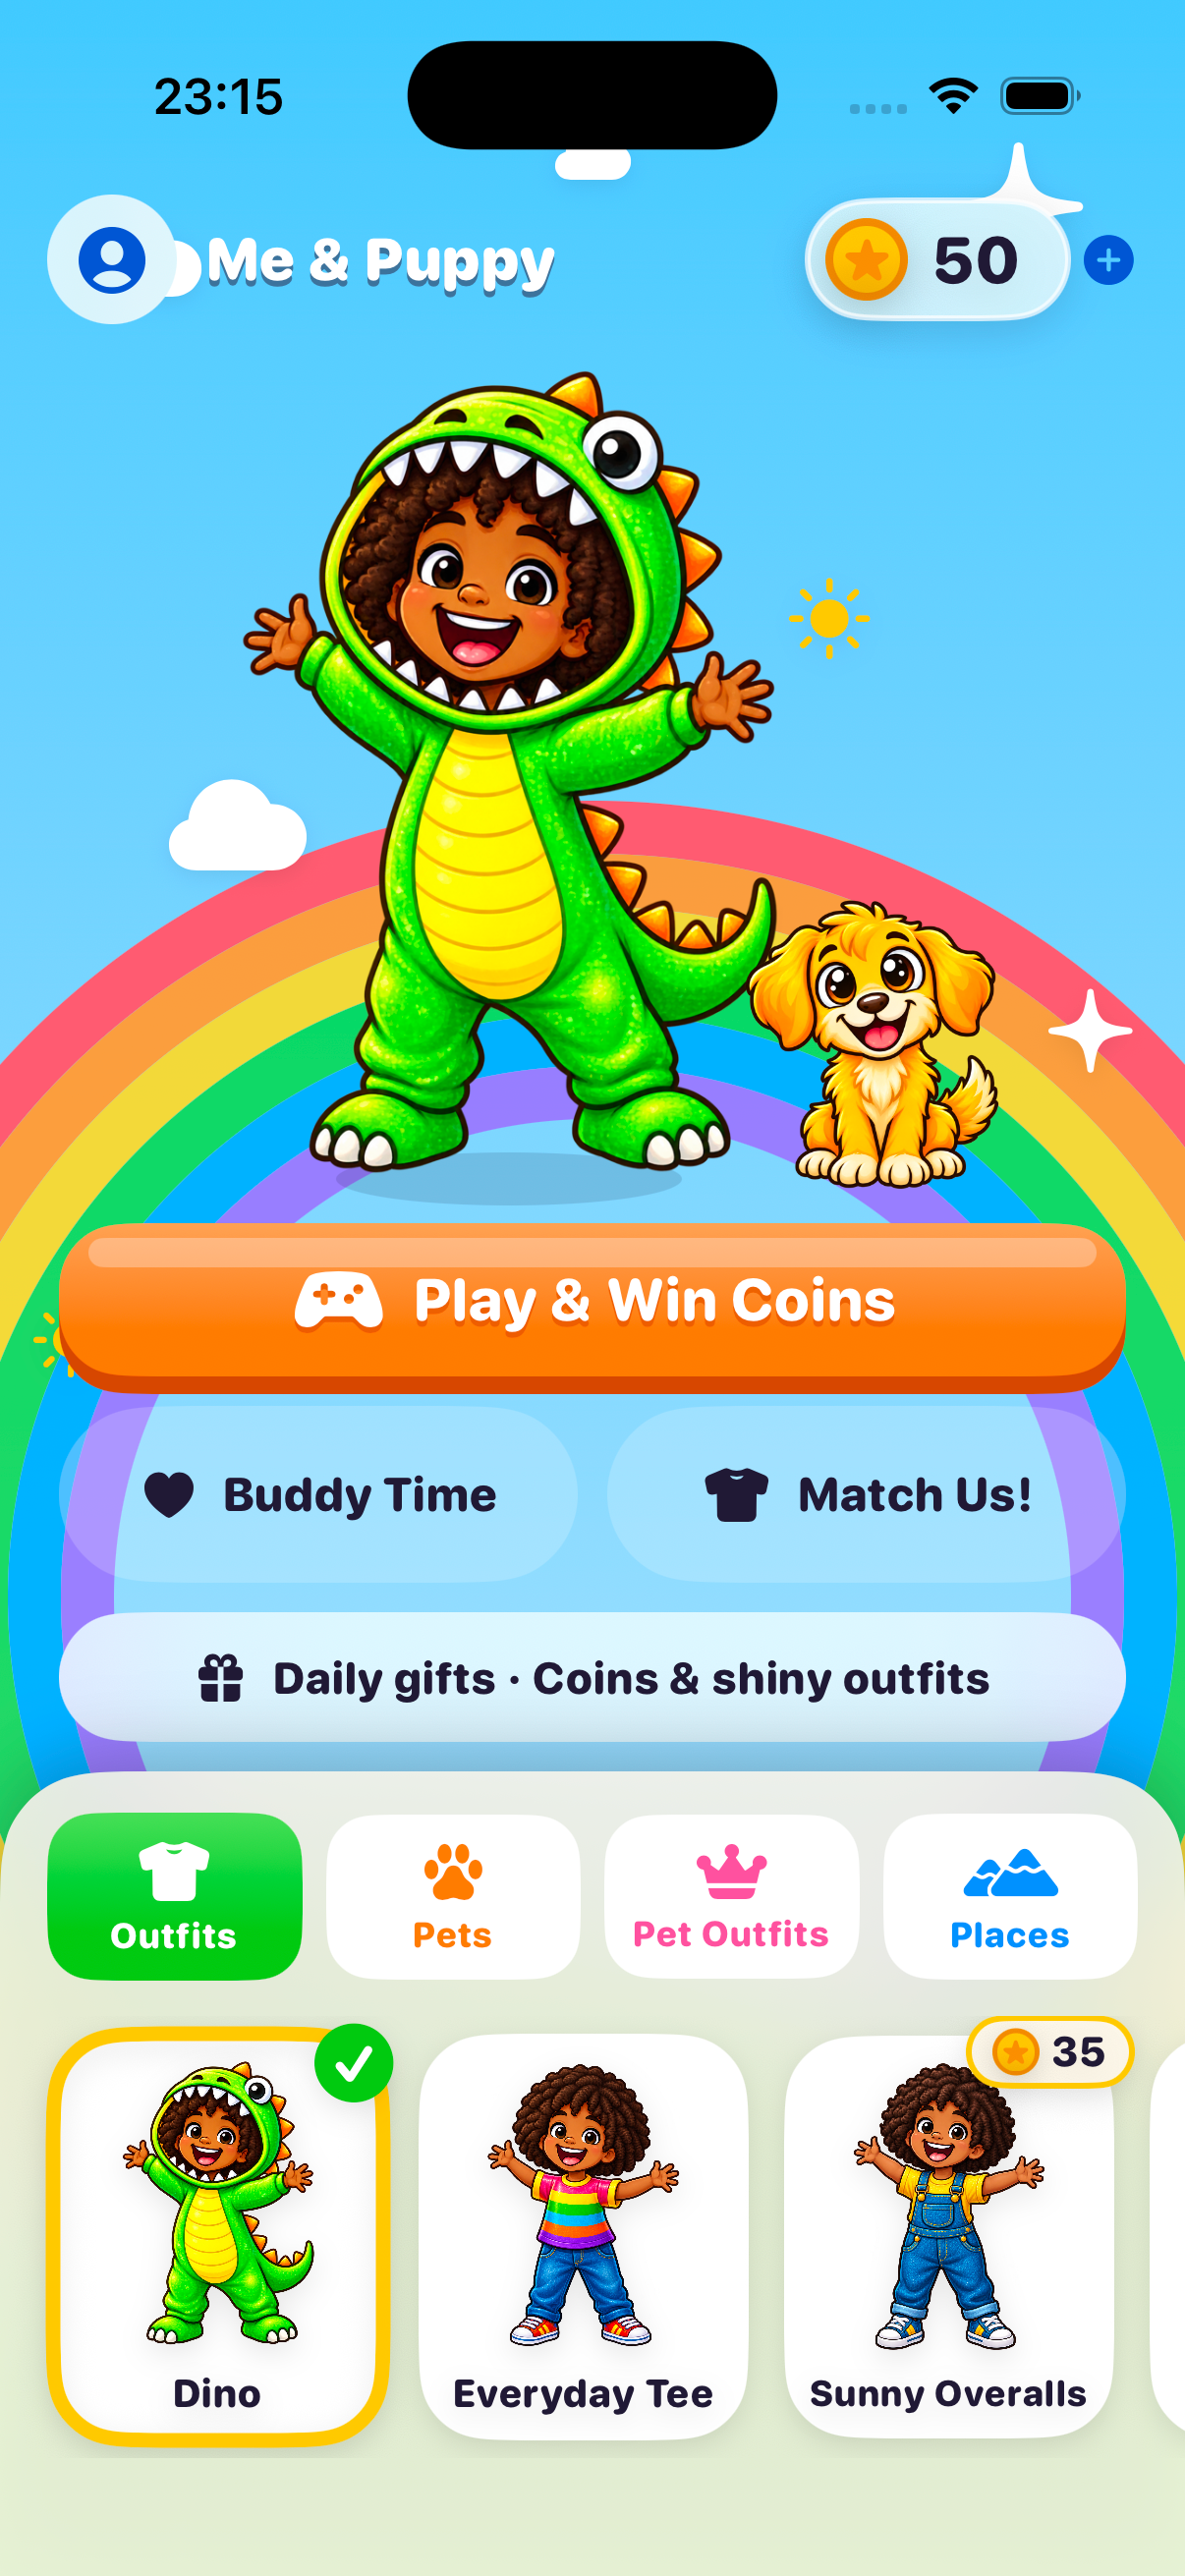 23:15
Me & Puppy
50
Play & Win Coins
Buddy Time
Match Us!
Daily gifts · Coins & shiny outfits
Outfits
Pets
Pet Outfits
Places
35
Dino
Everyday Tee
Sunny Overalls